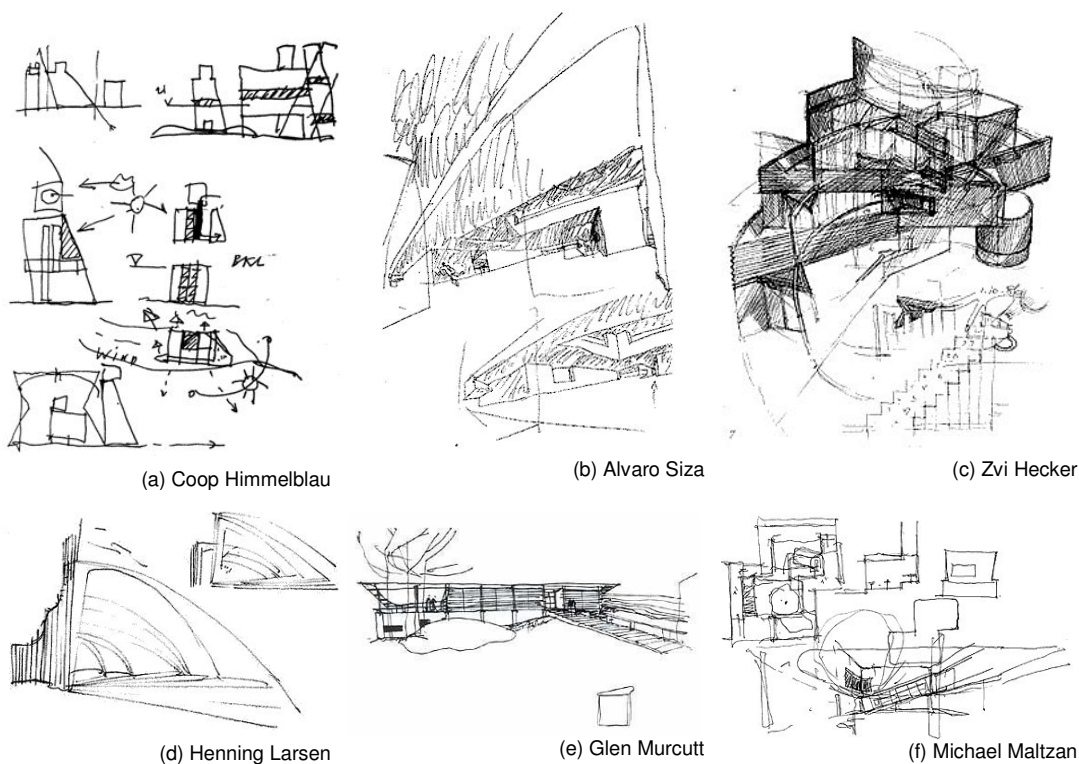 (a) Coop Himmelblau
(b) Alvaro Siza
(c) Zvi Hecker
Wind
(d) Henning Larsen
(e) Glen Murcutt
(f) Michael Maltzan